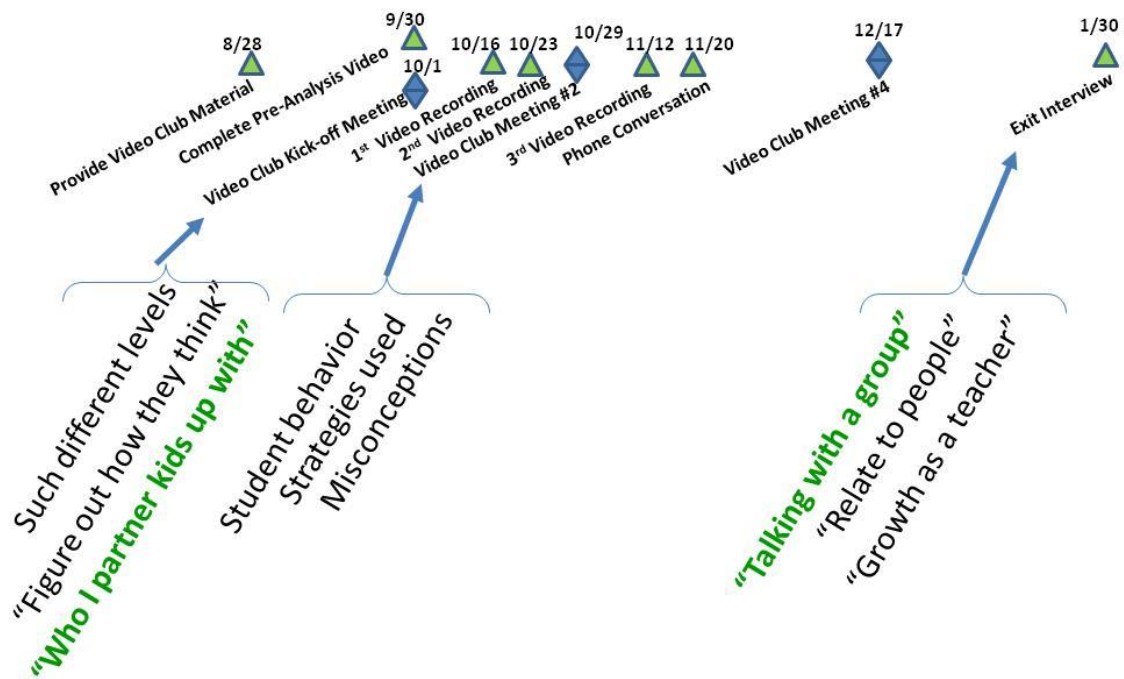 8/28
9/30
10/1
10/16
10/23
10/29
11/12
11/20
12/17
1/30
Provide Video Club Material
Complete Pre-Analysis Video
Video Club Kick-off Meeting
1st Video Recording
2nd Video Recording
Video Club Meeting #2
3rd Video Recording
Phone Conversation
Video Club Meeting #4
Exit Interview
Such different levels
“Figure out how they think”
“Who I partner kids up with”
Student behavior
Strategies used
Misconceptions
“Talking with a group”
“Relate to people”
“Growth as a teacher”